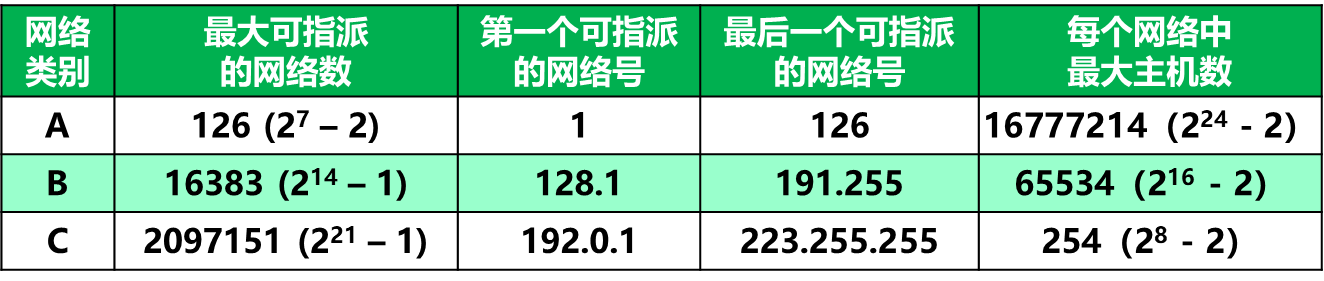 网络类别 最大可指派的网络数 第一个可指派的网络号 最后一个可指派的网络号 每个网络中最大主机数
A 126 (2⁷ – 2) 1 126 16777214 (2²⁴ - 2)
B 16383 (2¹⁴ – 1) 128.1 191.255 65534 (2¹⁶ - 2)
C 2097151 (2²¹ – 1) 192.0.1 223.255.255 254 (2⁸ - 2)